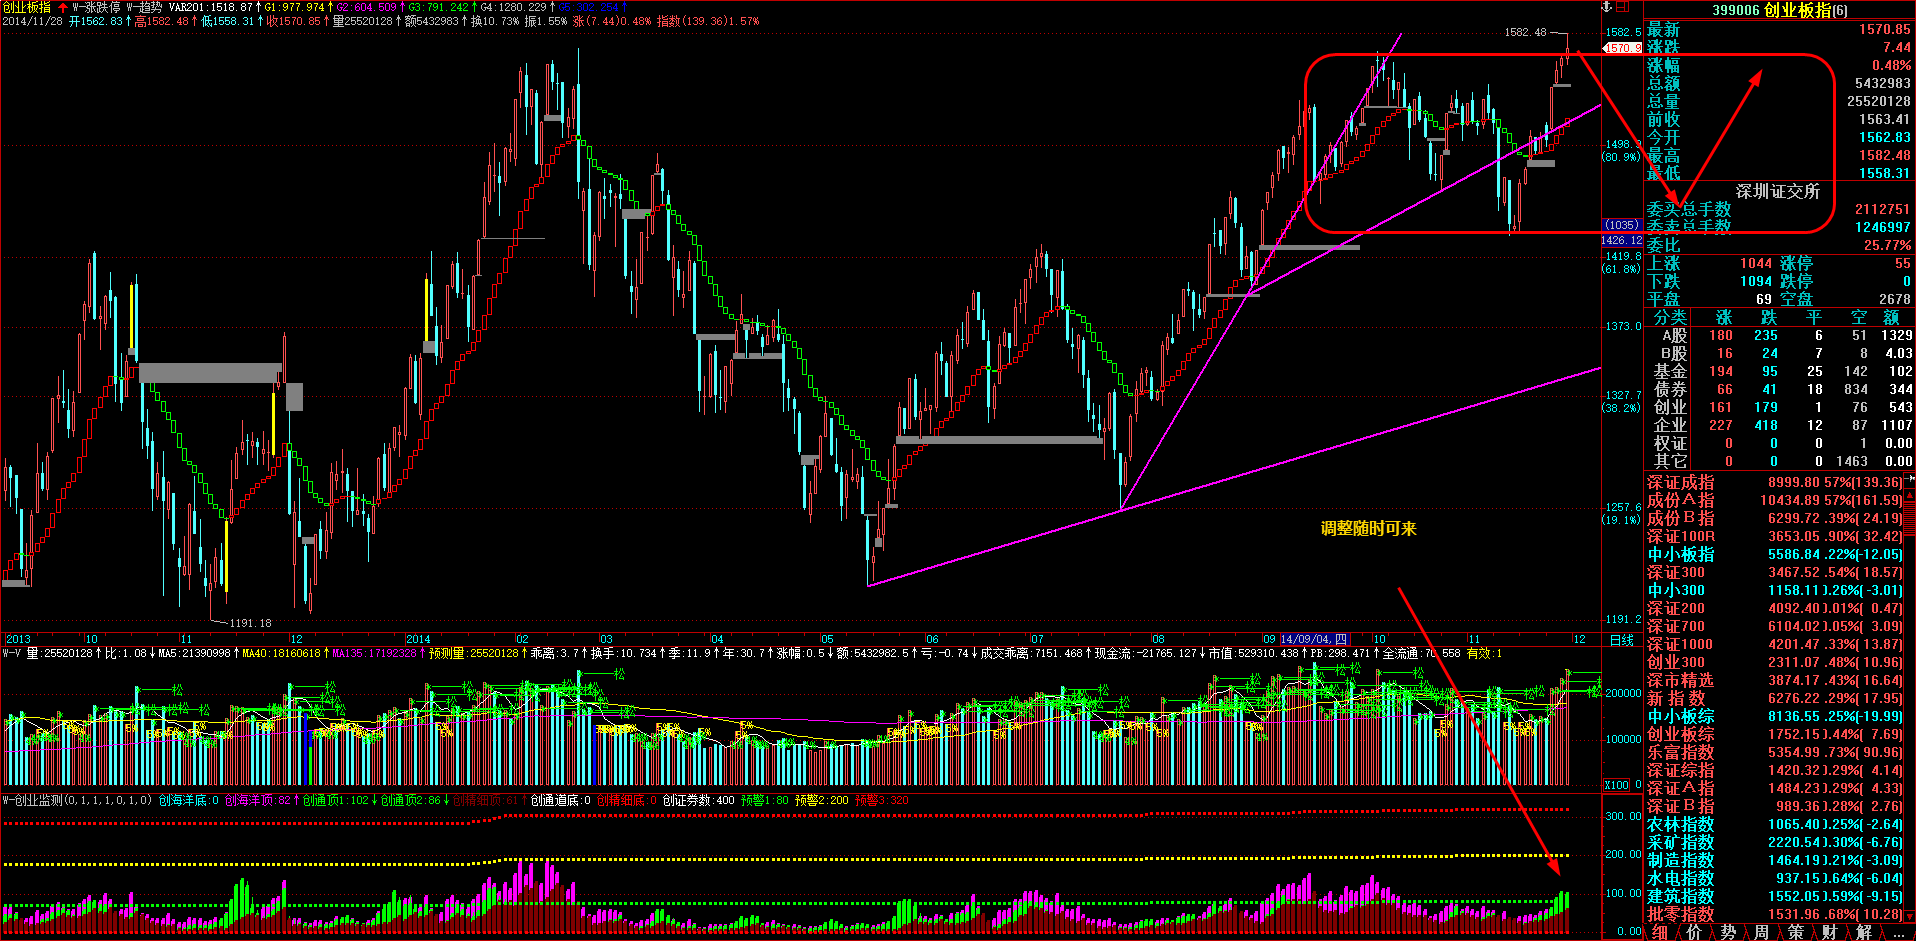 创业板指 ↑ W-涨跌停 W-趋势 VAR201:1518.87↑ G1:977.974↑ G2:604.509↑ G3:791.242↑ G4:1280.229↑ G5:302.254↑
2014/11/28 开1562.83↑ 高1582.48↑ 低1558.31↑ 收1570.85↑ 量25520128↑ 额5432983↑ 换10.73% 振1.55% 涨(7.44)0.48% 指数(139.36)1.57%
1582.48
1191.18
调整随时可来
1582.5
1570.9
1498.
(80.9%)
(1035)
1426.12
1419.8
(61.8%)
1373.0
1327.7
(38.2%)
1257.6
(19.1%)
1191.2
2013 10 11 12 2014 02 03 04 05 06 07 08 09 14/09/04,四 10 11 12 日线
W-V 量:25520128↑ 比:1.08↓ MA5:21390998↑ MA40:18160618↑ MA135:17192328↑ 预测量:25520128↑ 乖离:3.7↑ 换手:10.734↑ 季:11.9↑ 年:30.7↑ 涨幅:0.5↓ 额:5432982.5↑ 亏:-0.74↓ 成交乖离:7151.468↑ 现金流:-21765.127↓ 市值:529310.438↑ PB:298.471↑ 全流通:70.558 有效:1
200000
100000
X100 0
W-创业监测(0,1,1,1,0,1,0) 创海洋底:0 创海洋顶:82↑ 创通顶1:102↓ 创通顶2:86↓ 创精细顶:61↑ 创通道底:0 创精细底:0 创证券数:400 预警1:80 预警2:200 预警3:320
300.00
200.00
100.00
0.00
399006 创业板指(6)
最新 1570.85
涨跌 7.44
涨幅 0.48%
总额 5432983
总量 25520128
前收 1563.41
今开 1562.83
最高 1582.48
最低 1558.31
深圳证交所
委买总手数 2112751
委卖总手数 1246997
委比 25.77%
上涨 1044 涨停 55
下跌 1094 跌停 0
平盘 69 空盘 2678
分类 涨 跌 平 空 额
A股 180 235 6 51 1329
B股 16 24 7 8 4.03
基金 194 95 25 142 102
债券 66 41 18 834 344
创业 161 179 1 76 543
企业 227 418 12 87 1107
权证 0 0 0 1 0.00
其它 0 0 0 1463 0.00
深证成指 8999.80 57%[139.36]
成份A指 10434.89 57%[161.59]
成份B指 6299.72 .39%[ 24.19]
深证100R 3653.05 .90%[ 32.42]
中小板指 5586.84 .22%[-12.05]
深证300 3467.52 .54%[ 18.57]
中小300 1158.11 0.26%[ -3.01]
深证200 4092.40 0.01%[ 0.47]
深证700 6104.02 0.05%[ 3.09]
深证1000 4201.47 .33%[ 13.87]
创业300 2311.07 .48%[ 10.96]
深市精选 3874.17 .43%[ 16.64]
新指数 6276.22 .29%[ 17.95]
中小板综 8136.55 .25%[-19.99]
创业板综 1752.15 0.44%[ 7.69]
乐富指数 5354.99 .73%[ 90.96]
深证综指 1420.32 0.29%[ 4.14]
深证A指 1484.23 0.29%[ 4.33]
深证B指 989.36 0.28%[ 2.76]
农林指数 1065.40 0.25%[ -2.64]
采矿指数 2220.54 0.30%[ -6.76]
制造指数 1464.19 0.21%[ -3.09]
水电指数 937.15 0.64%[ -6.04]
建筑指数 1552.05 0.59%[ -9.15]
批零指数 1531.96 .68%[ 10.28]
细 价 势 周 策 财 解 ...